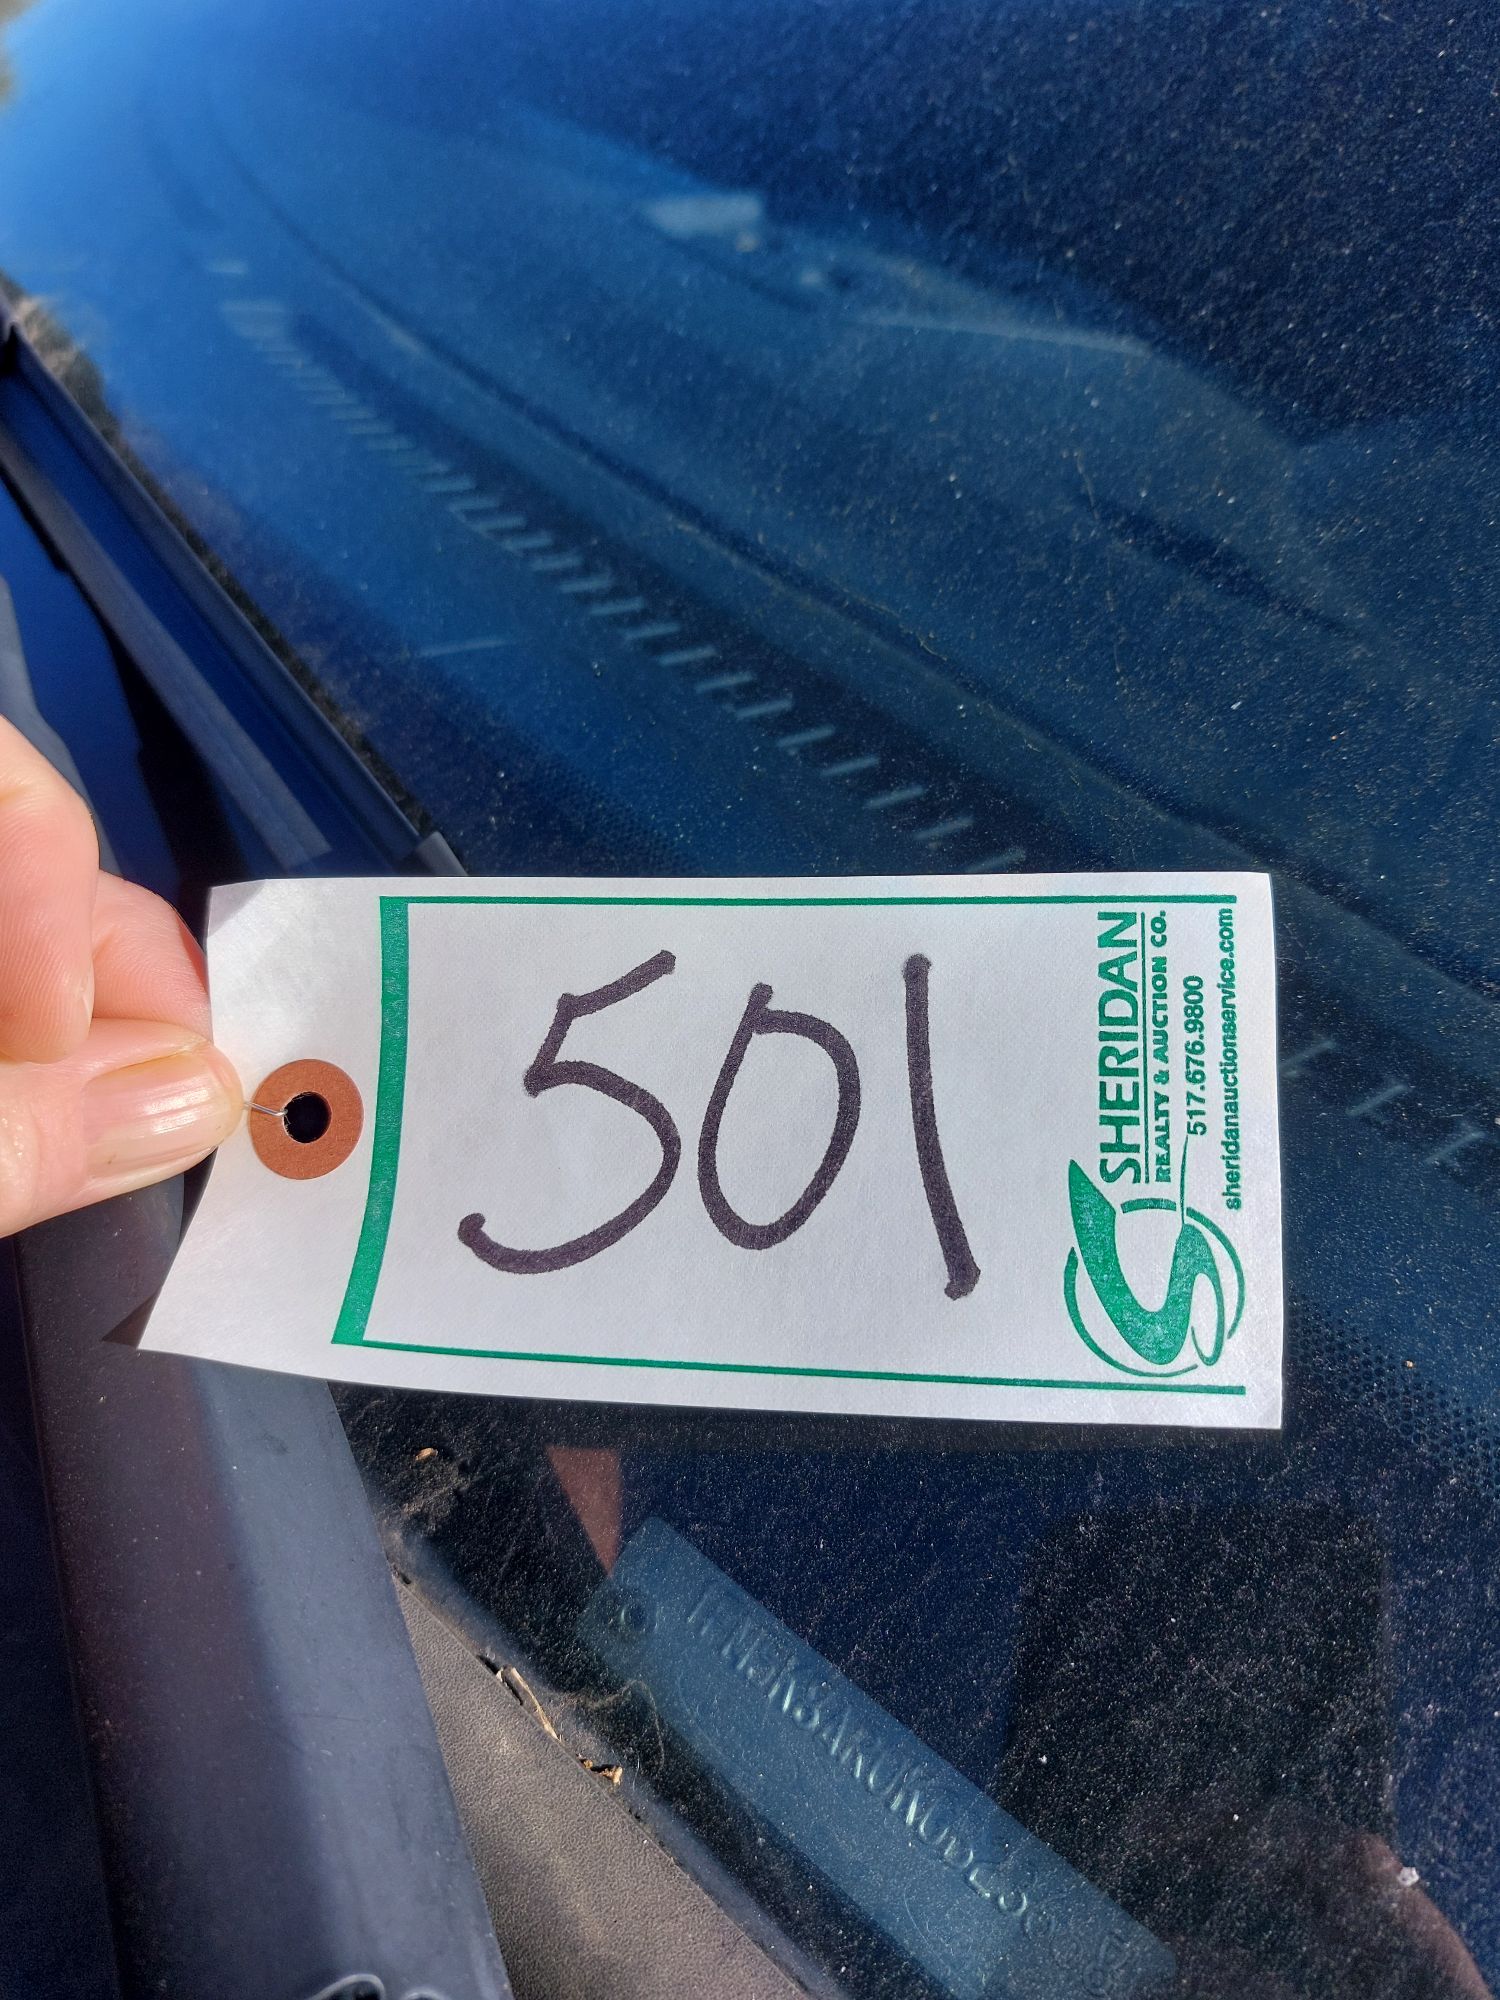 501
SHERIDAN
REALTY & AUCTION CO.
517.676.9800
sheridanauctionservice.com